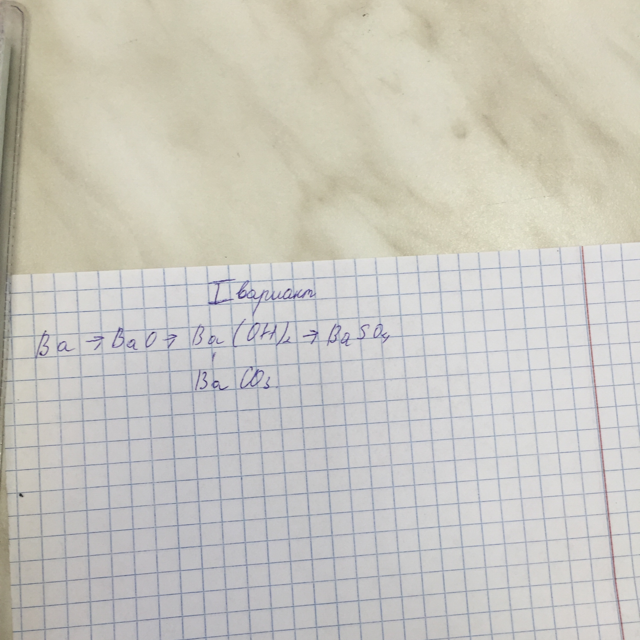 I вариант
Ba → BaO → Ba(OH)₂ → BaSO₄
BaCO₃